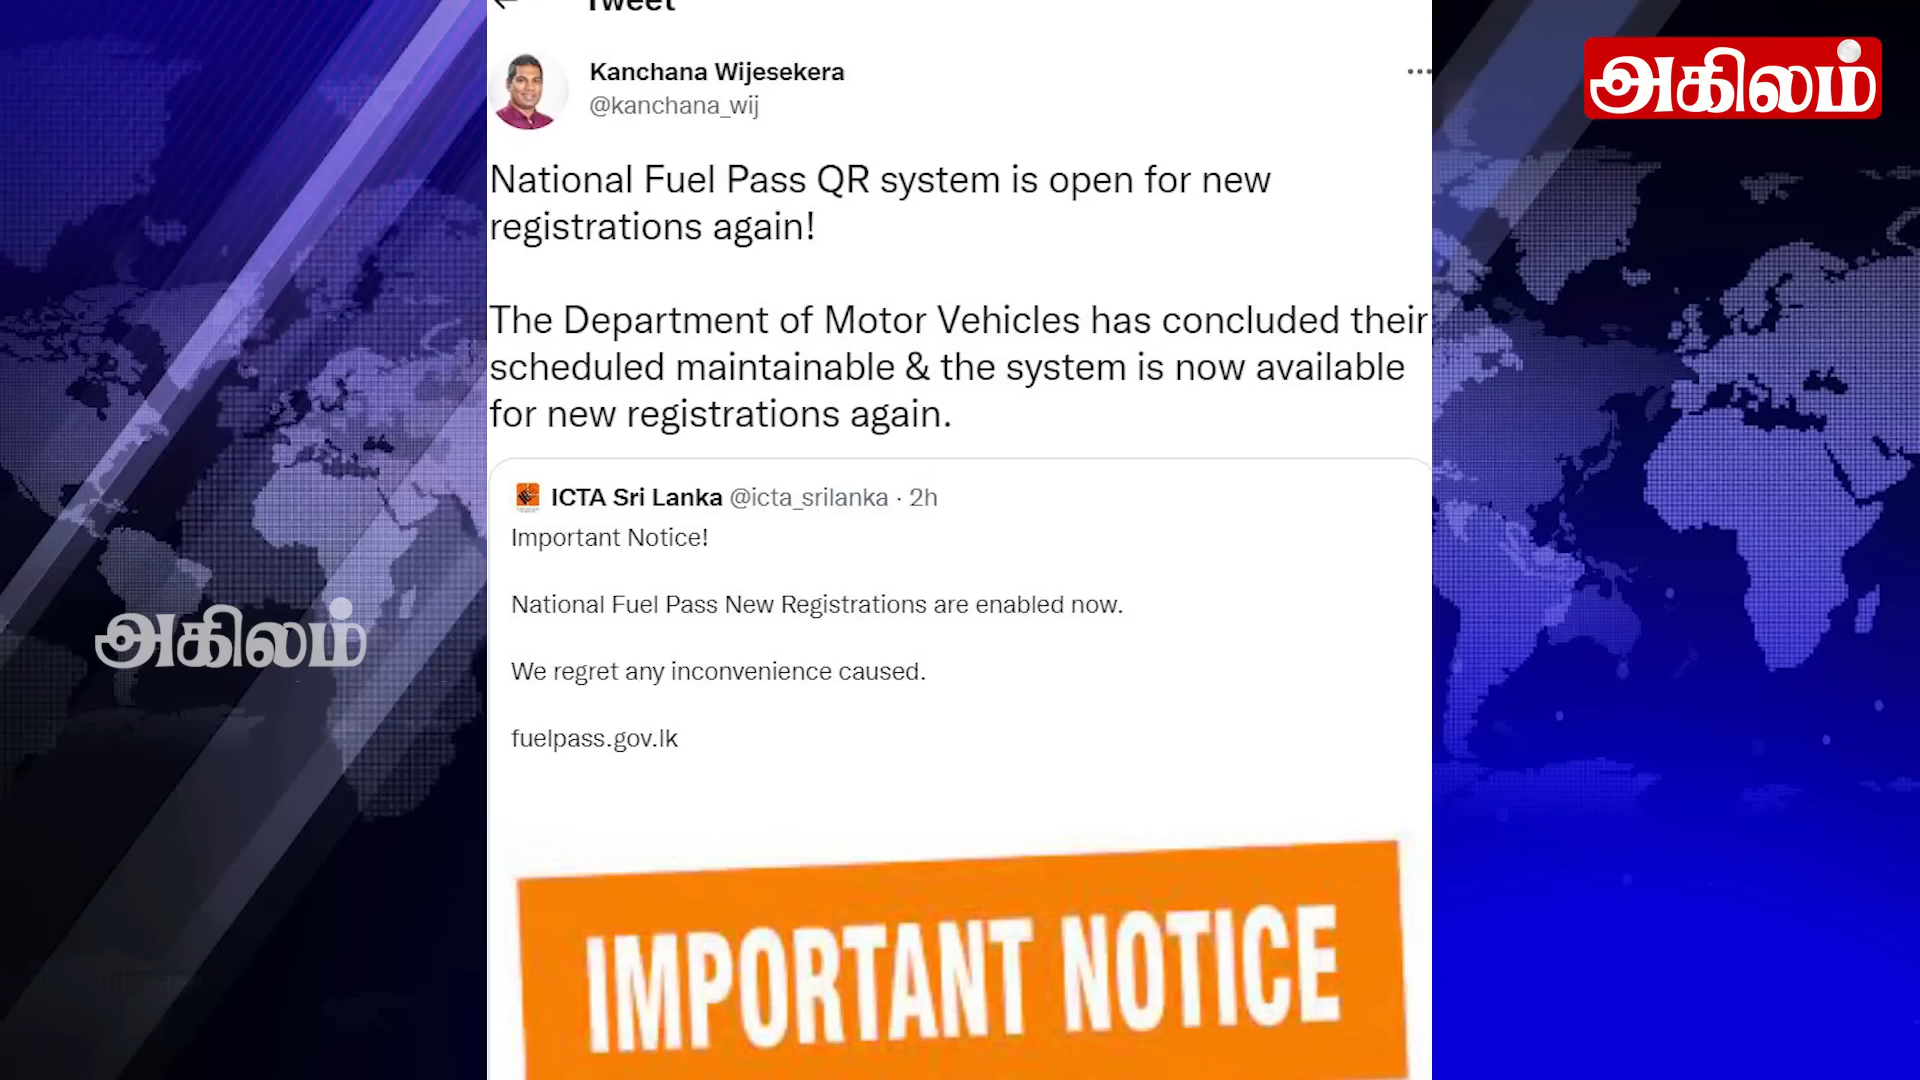 Tweet
அகிலம்
Kanchana Wijesekera
@kanchana_wij
National Fuel Pass QR system is open for new
registrations again!
The Department of Motor Vehicles has concluded their
scheduled maintainable & the system is now available
for new registrations again.
ICTA Sri Lanka @icta_srilanka · 2h
Important Notice!
National Fuel Pass New Registrations are enabled now.
We regret any inconvenience caused.
அகிலம்
fuelpass.gov.lk
IMPORTANT NOTICE